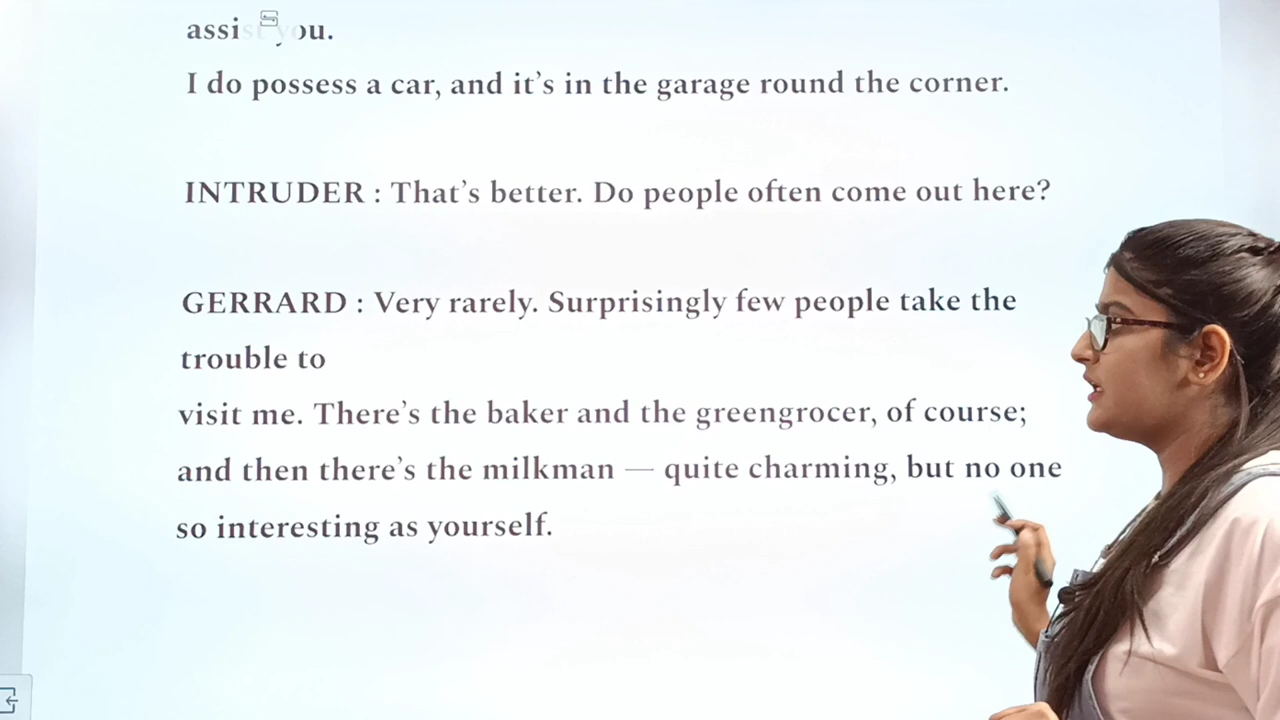 assist you.
I do possess a car, and it’s in the garage round the corner.
INTRUDER : That’s better. Do people often come out here?
GERRARD : Very rarely. Surprisingly few people take the
trouble to
visit me. There’s the baker and the greengrocer, of course;
and then there’s the milkman — quite charming, but no one
so interesting as yourself.